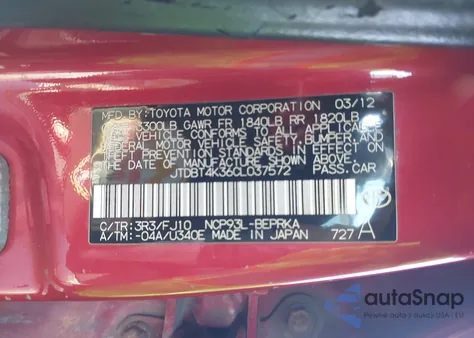 MFD. BY: TOYOTA MOTOR CORPORATION 03/12
3300LB GAWR FR 1840LB RR 1820LB
VEHICLE CONFORMS TO ALL APPLICABLE
FEDERAL MOTOR VEHICLE SAFETY, BUMPER, AND
THEFT PREVENTION STANDARDS IN EFFECT ON
THE DATE OF MANUFACTURE SHOWN ABOVE.
JTDBT4K36CL037572 PASS. CAR
C/TR: 3R3/FJ10 NCP93L-BEPRKA A
A/TM: -04A/U340E MADE IN JAPAN 727
autoSnap